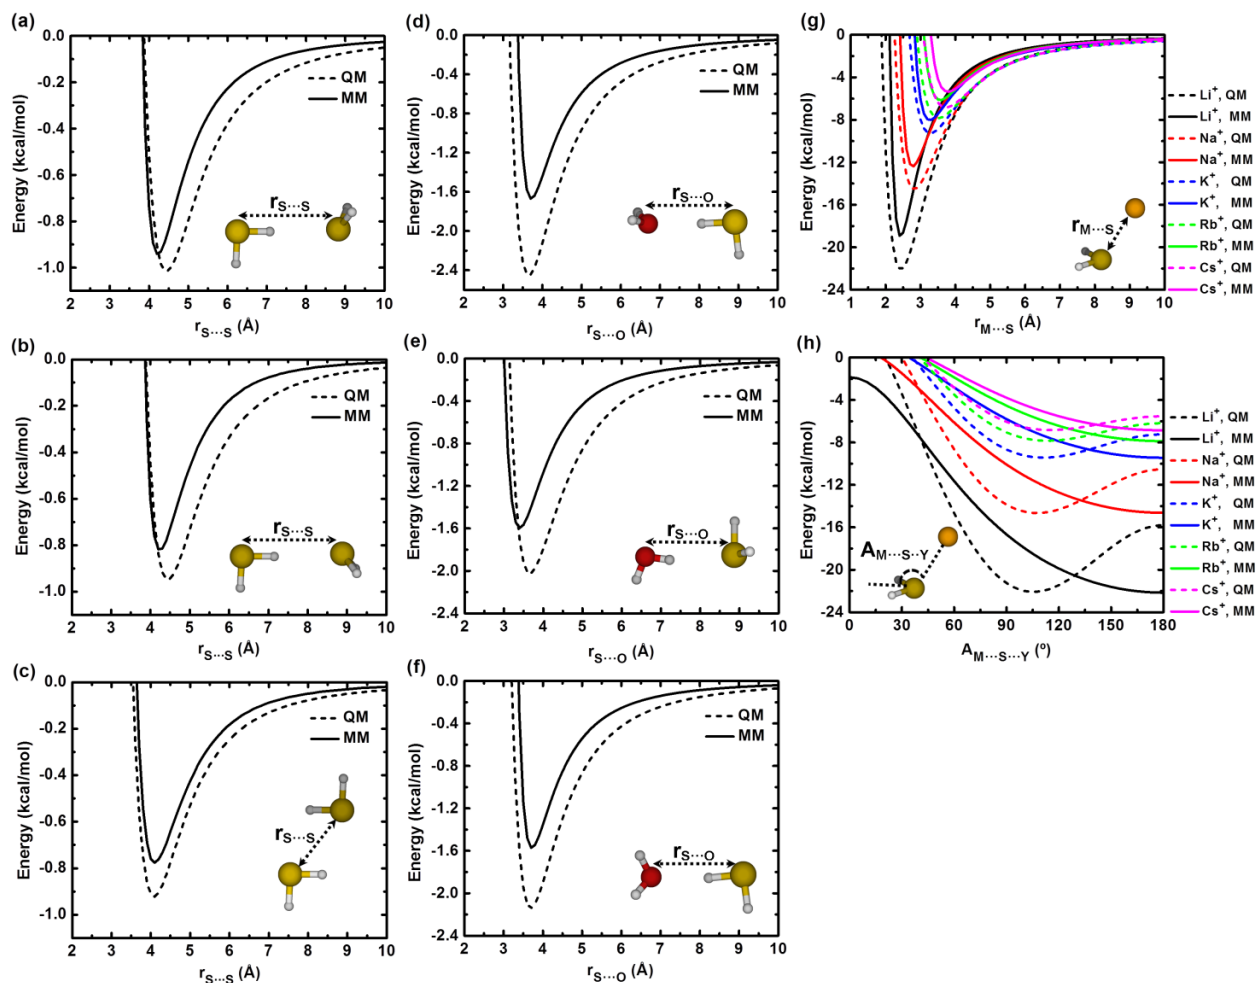 (a)
0.0
-0.2
-0.4
-0.6
-0.8
-1.0
Energy (kcal/mol)
QM
MM
rS···S
2 3 4 5 6 7 8 9 10
rS···S (Å)
(b)
0.0
-0.2
-0.4
-0.6
-0.8
-1.0
Energy (kcal/mol)
QM
MM
rS···S
2 3 4 5 6 7 8 9 10
rS···S (Å)
(c)
0.0
-0.2
-0.4
-0.6
-0.8
-1.0
Energy (kcal/mol)
QM
MM
rS···S
2 3 4 5 6 7 8 9 10
rS···S (Å)
(d)
0.0
-0.4
-0.8
-1.2
-1.6
-2.0
-2.4
Energy (kcal/mol)
QM
MM
rS···O
2 3 4 5 6 7 8 9 10
rS···O (Å)
(e)
0.0
-0.4
-0.8
-1.2
-1.6
-2.0
-2.4
Energy (kcal/mol)
QM
MM
rS···O
2 3 4 5 6 7 8 9 10
rS···O (Å)
(f)
0.0
-0.4
-0.8
-1.2
-1.6
-2.0
-2.4
Energy (kcal/mol)
QM
MM
rS···O
2 3 4 5 6 7 8 9 10
rS···O (Å)
(g)
0
-4
-8
-12
-16
-20
-24
Energy (kcal/mol)
rM···S
1 2 3 4 5 6 7 8 9 10
rM···S (Å)
Li+, QM
Li+, MM
Na+, QM
Na+, MM
K+, QM
K+, MM
Rb+, QM
Rb+, MM
Cs+, QM
Cs+, MM
(h)
0
-4
-8
-12
-16
-20
-24
Energy (kcal/mol)
AM···S···Y
0 30 60 90 120 150 180
AM···S···Y (º)
Li+, QM
Li+, MM
Na+, QM
Na+, MM
K+, QM
K+, MM
Rb+, QM
Rb+, MM
Cs+, QM
Cs+, MM